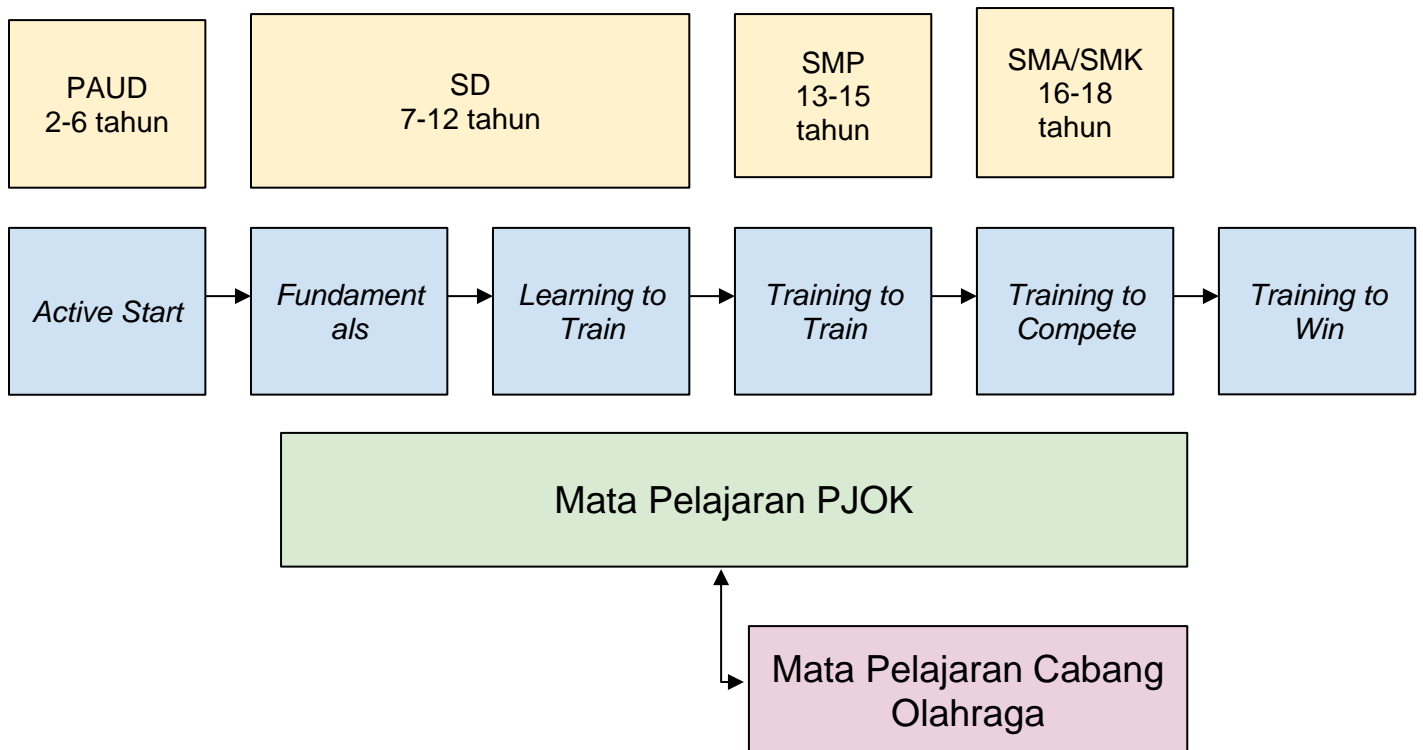 PAUD
2-6 tahun
SD
7-12 tahun
SMP
13-15
tahun
SMA/SMK
16-18
tahun
Active Start
Fundament
als
Learning to
Train
Training to
Train
Training to
Compete
Training to
Win
Mata Pelajaran PJOK
Mata Pelajaran Cabang
Olahraga